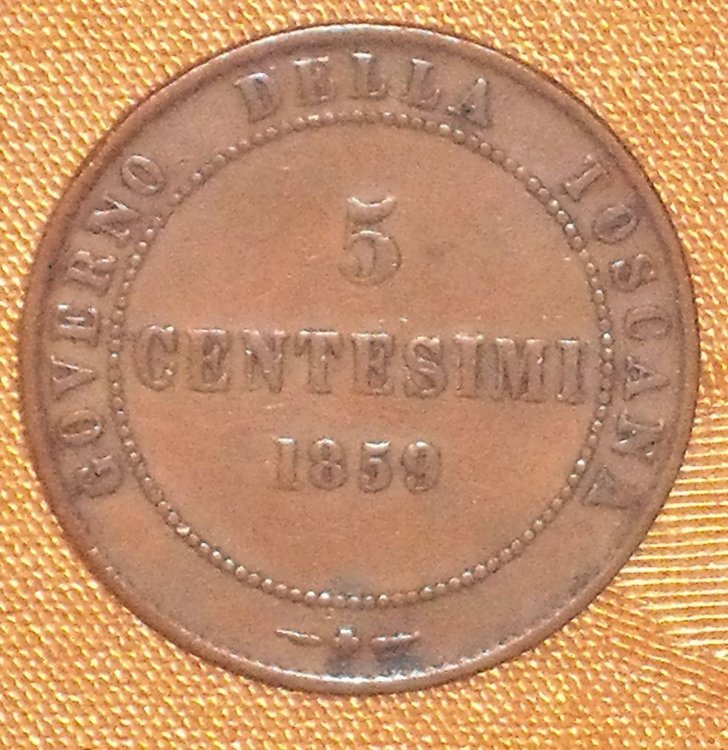 GOVERNO DELLA TOSCANA
5
CENTESIMI
1859